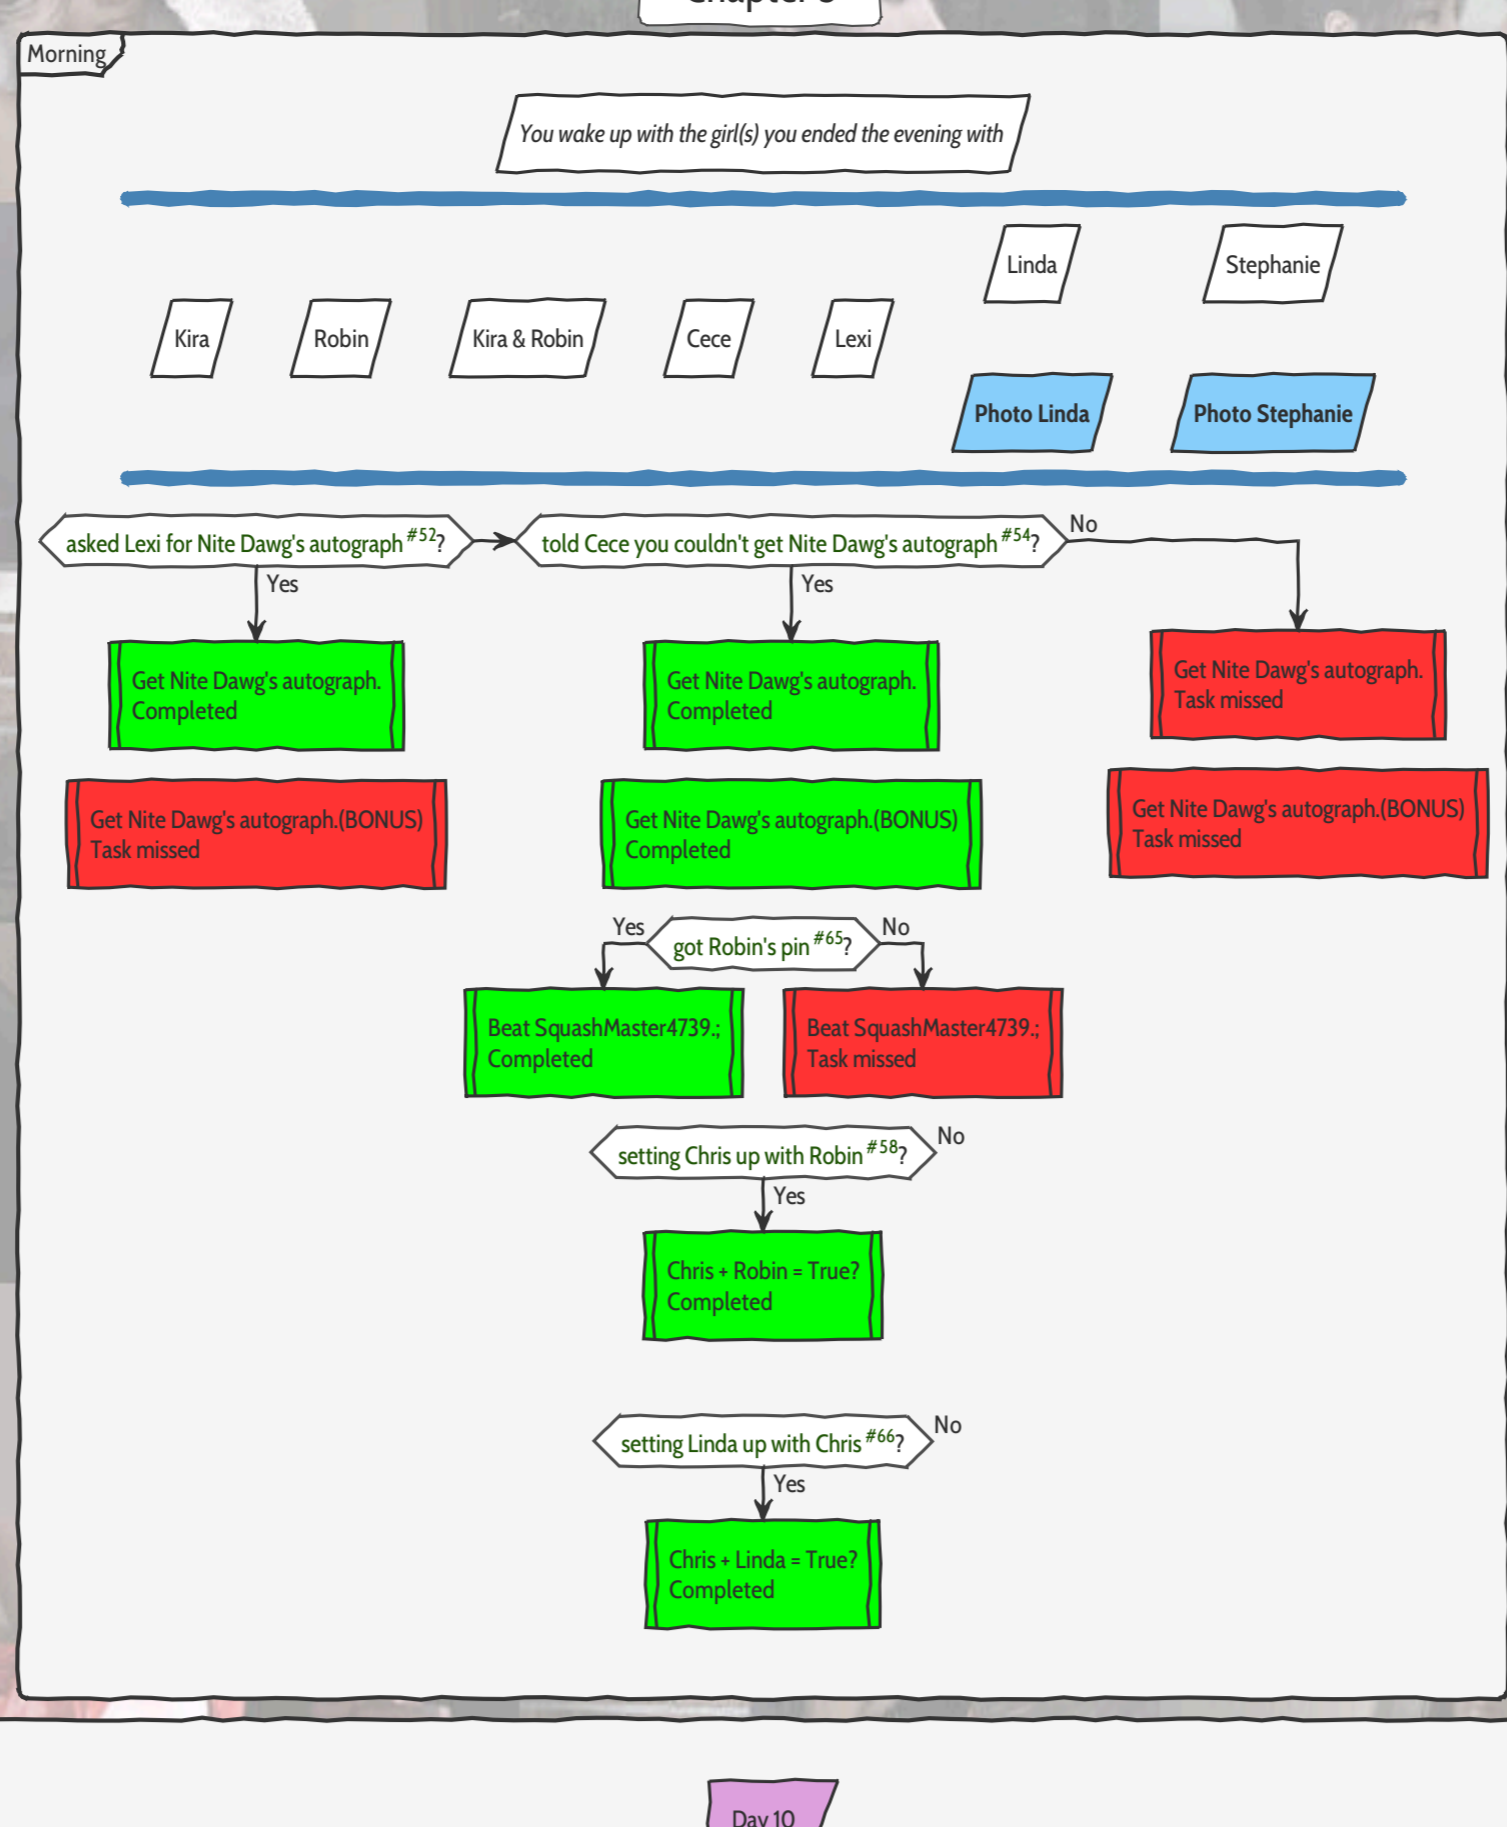 Morning
You wake up with the girl(s) you ended the evening with
Linda
Stephanie
Kira
Robin
Kira & Robin
Cece
Lexi
Photo Linda
Photo Stephanie
asked Lexi for Nite Dawg's autograph #52?
told Cece you couldn't get Nite Dawg's autograph #54?
No
Yes
Yes
Get Nite Dawg's autograph.
Completed
Get Nite Dawg's autograph.
Completed
Get Nite Dawg's autograph.
Task missed
Get Nite Dawg's autograph.(BONUS)
Task missed
Get Nite Dawg's autograph.(BONUS)
Completed
Get Nite Dawg's autograph.(BONUS)
Task missed
Yes
got Robin's pin #65?
No
Beat SquashMaster4739.;
Completed
Beat SquashMaster4739.;
Task missed
setting Chris up with Robin #58?
No
Yes
Chris + Robin = True?
Completed
setting Linda up with Chris #66?
No
Yes
Chris + Linda = True?
Completed
Day 10